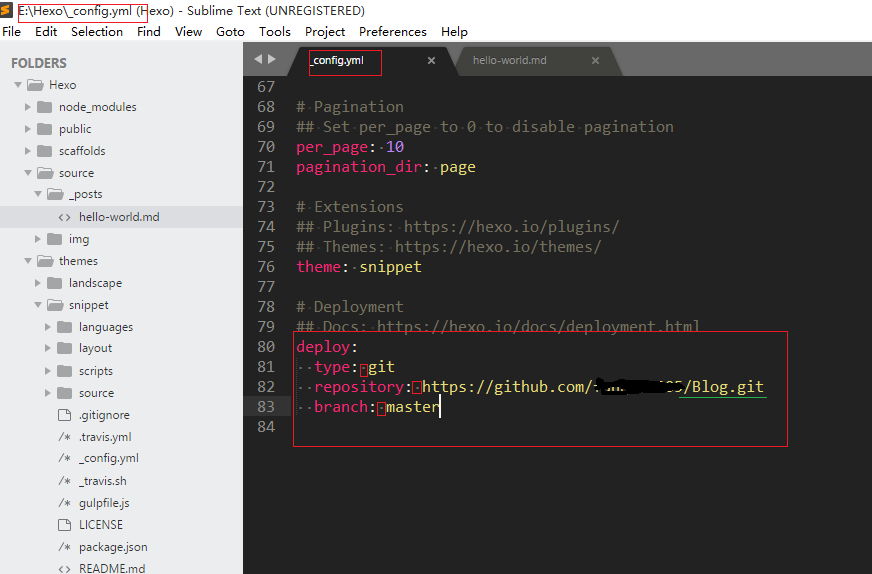 E:\Hexo\_config.yml (Hexo) - Sublime Text (UNREGISTERED)
File Edit Selection Find View Goto Tools Project Preferences Help
FOLDERS
Hexo
node_modules
public
scaffolds
source
_posts
<> hello-world.md
img
themes
landscape
snippet
languages
layout
scripts
source
.gitignore
/* .travis.yml
/* _config.yml
/* _travis.sh
/* gulpfile.js
LICENSE
/* package.json
<> README.md
_config.yml × hello-world.md ×
67
68 # Pagination
69 ## Set per_page to 0 to disable pagination
70 per_page: 10
71 pagination_dir: page
72
73 # Extensions
74 ## Plugins: https://hexo.io/plugins/
75 ## Themes: https://hexo.io/themes/
76 theme: snippet
77
78 # Deployment
79 ## Docs: https://hexo.io/docs/deployment.html
80 deploy:
81 type: git
82 repository: https://github.com/ /Blog.git
83 branch: master
84